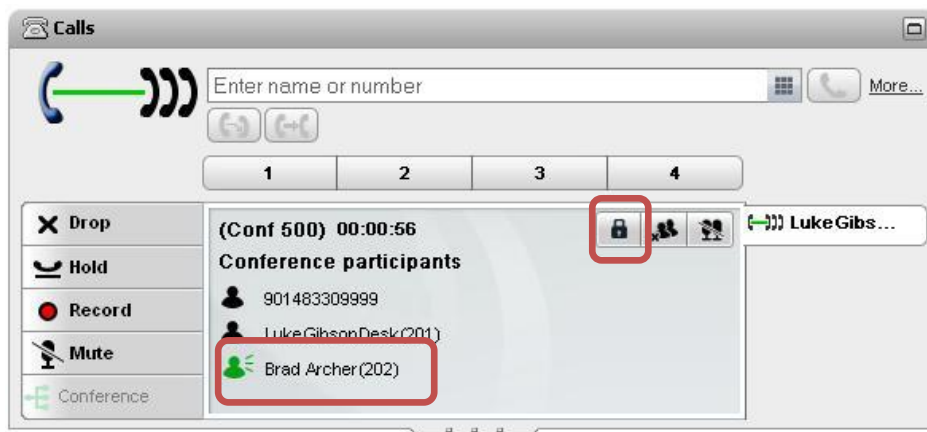 Calls
Enter name or number
More...
1 2 3 4
Drop
(Conf 500) 00:00:56
LukeGibs...
Hold
Conference participants
Record
901483309999
LukeGibsonDesk(201)
Mute
Brad Archer(202)
Conference